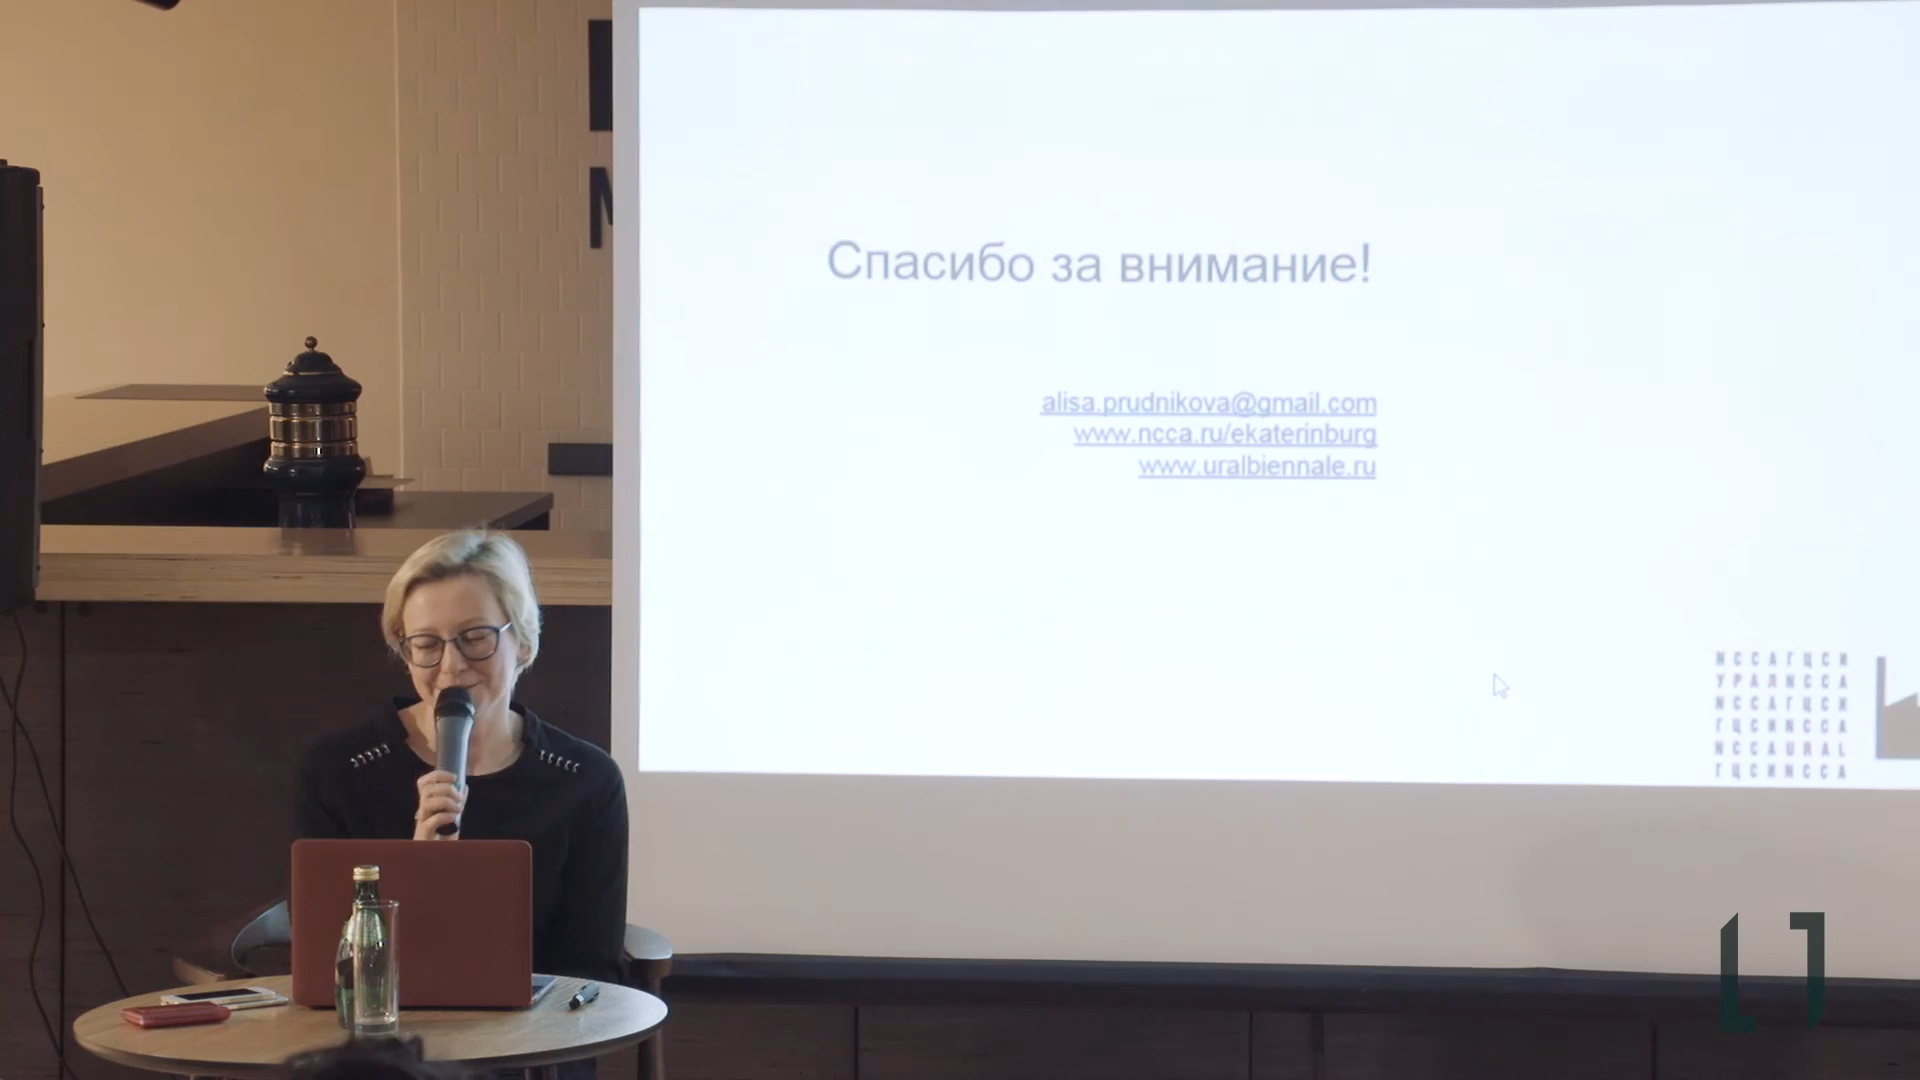 Спасибо за внимание!
alisa.prudnikova@gmail.com
www.ncca.ru/ekaterinburg
www.uralbiennale.ru
NCCAГЦСИ
УРАЛNCCA
NCCAГЦСИ
ГЦСИNCCA
NCCAURAL
ГЦСИNCCA